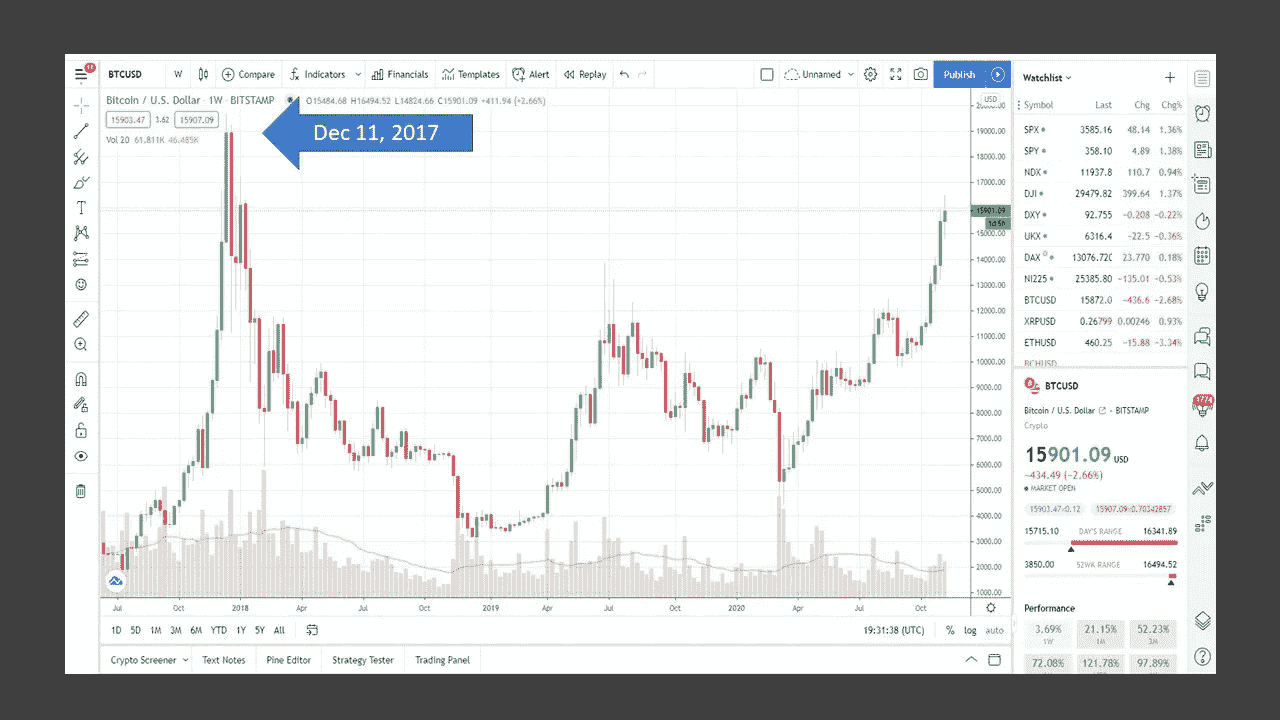 11
BTCUSD W Compare Indicators Financials Templates Alert Replay Unnamed Publish
Bitcoin / U.S. Dollar · 1W · BITSTAMP O15484.68 H16494.52 L14824.66 C15901.09 +411.94 (+2.66%)
15903.47 3.62 15907.09
Vol 20 61.811K 46.485K
Dec 11, 2017
USD
19000.00
18000.00
17000.00
15901.09
15000.00
14000.00
13000.00
12000.00
11000.00
10000.00
9000.00
8000.00
7000.00
6000.00
5000.00
4000.00
3000.00
2000.00
1000.00
Jul Oct 2018 Apr Jul Oct 2019 Apr Jul Oct 2020 Apr Jul Oct
1D 5D 1M 3M 6M YTD 1Y 5Y All 19:31:38 (UTC) % log auto
Crypto Screener Text Notes Pine Editor Strategy Tester Trading Panel
Watchlist
Symbol Last Chg Chg%
SPX 3585.16 48.14 1.36%
SPY 358.10 4.89 1.38%
NDX 11937.8 110.7 0.94%
DJI 29479.82 399.64 1.37%
DXY 92.755 −0.208 −0.22%
UKX 6316.4 −22.5 −0.36%
DAX 13076.720 23.770 0.18%
NI225 25385.80 −135.01 −0.53%
BTCUSD 15872.0 −436.6 −2.68%
XRPUSD 0.26799 0.00246 0.93%
ETHUSD 460.25 −15.88 −3.34%
BCHUSD
BTCUSD
Bitcoin / U.S. Dollar · BITSTAMP
Crypto
15901.09 USD
−434.49 (−2.66%)
MARKET OPEN
15903.47×0.12 15907.09×0.70342857
15715.10 DAY'S RANGE 16341.89
3850.00 52WK RANGE 16494.52
Performance
3.69% 21.15% 52.23%
1W 1M 3M
72.08% 121.78% 97.89%